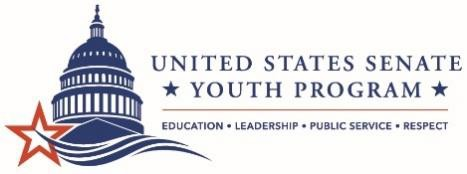 UNITED STATES SENATE
★ YOUTH PROGRAM ★
EDUCATION • LEADERSHIP • PUBLIC SERVICE • RESPECT